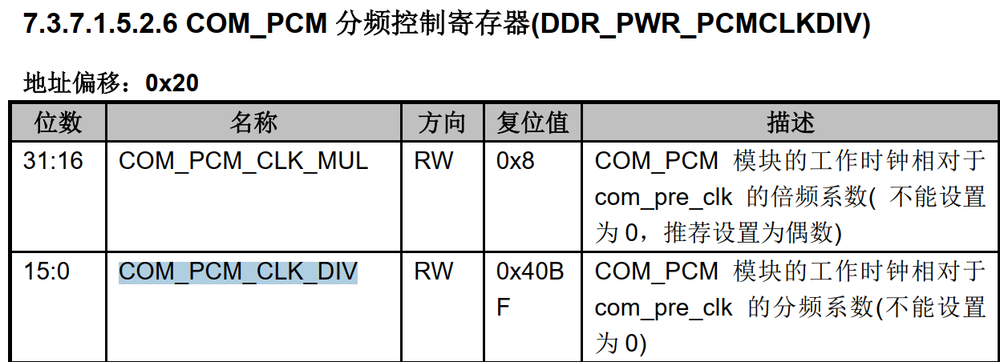 7.3.7.1.5.2.6 COM_PCM 分频控制寄存器(DDR_PWR_PCMCLKDIV)
地址偏移：0x20
位数 名称 方向 复位值 描述
31:16 COM_PCM_CLK_MUL RW 0x8 COM_PCM 模块的工作时钟相对于
com_pre_clk 的倍频系数( 不能设置
为 0，推荐设置为偶数)
15:0 COM_PCM_CLK_DIV RW 0x40B COM_PCM 模块的工作时钟相对于
F com_pre_clk 的分频系数(不能设置
为 0)